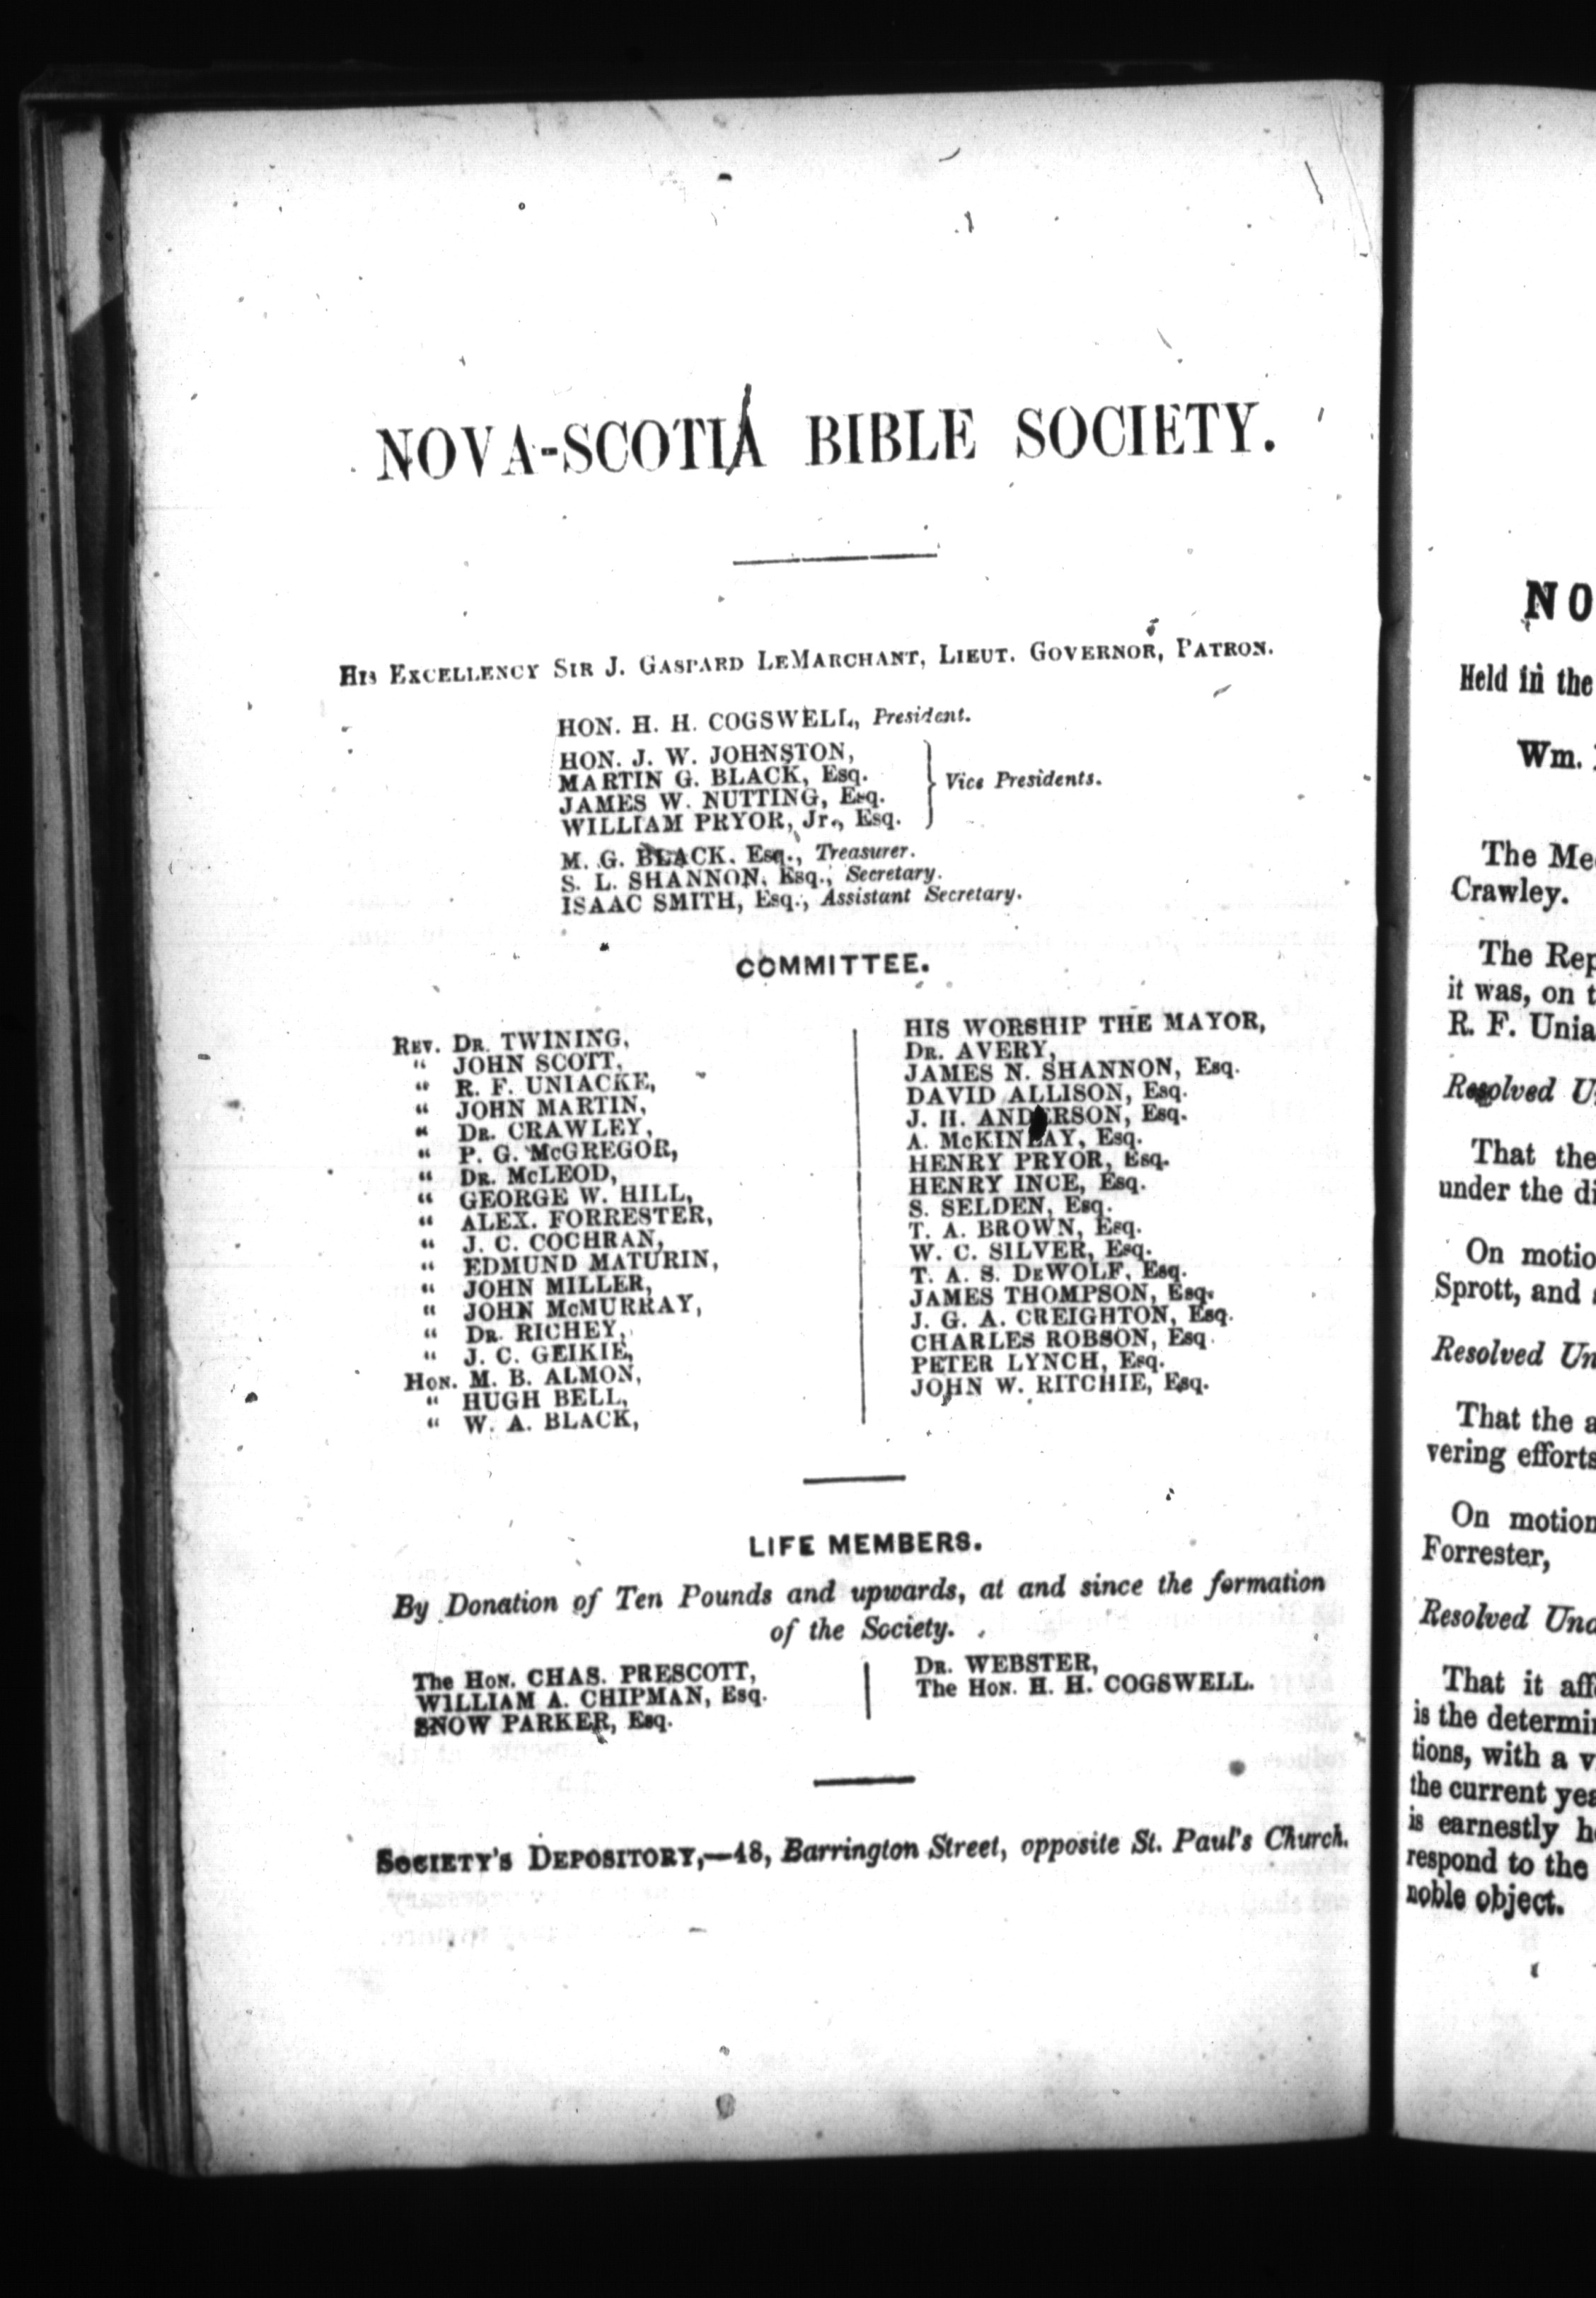 NOVA-SCOTIA BIBLE SOCIETY.
HIS EXCELLENCY SIR J. GASPARD LEMARCHANT, LIEUT. GOVERNOR, PATRON.
HON. H. H. COGSWELL, President.
HON. J. W. JOHNSTON,
MARTIN G. BLACK, Esq.
JAMES W. NUTTING, Esq.
WILLIAM PRYOR, Jr., Esq.
Vice Presidents.
M. G. BLACK, Esq., Treasurer.
S. L. SHANNON, Esq., Secretary.
ISAAC SMITH, Esq., Assistant Secretary.
COMMITTEE.
REV. DR. TWINING,
" JOHN SCOTT,
" R. F. UNIACKE,
" JOHN MARTIN,
" DR. CRAWLEY,
" P. G. McGREGOR,
" DR. McLEOD,
" GEORGE W. HILL,
" ALEX. FORRESTER,
" J. C. COCHRAN,
" EDMUND MATURIN,
" JOHN MILLER,
" JOHN McMURRAY,
" DR. RICHEY,
" J. C. GEIKIE,
HON. M. B. ALMON,
" HUGH BELL,
" W. A. BLACK,
HIS WORSHIP THE MAYOR,
DR. AVERY,
JAMES N. SHANNON, Esq.
DAVID ALLISON, Esq.
J. H. ANDERSON, Esq.
A. McKINLAY, Esq.
HENRY PRYOR, Esq.
HENRY INCE, Esq.
S. SELDEN, Esq.
T. A. BROWN, Esq.
W. C. SILVER, Esq.
T. A. S. DEWOLF, Esq.
JAMES THOMPSON, Esq.
J. G. A. CREIGHTON, Esq.
CHARLES ROBSON, Esq.
PETER LYNCH, Esq.
JOHN W. RITCHIE, Esq.
LIFE MEMBERS.
By Donation of Ten Pounds and upwards, at and since the formation
of the Society.
The HON. CHAS. PRESCOTT,
WILLIAM A. CHIPMAN, Esq.
SNOW PARKER, Esq.
DR. WEBSTER,
The HON. H. H. COGSWELL.
SOCIETY'S DEPOSITORY,—48, Barrington Street, opposite St. Paul's Church.
NO
Held in the
Wm.
The Me
Crawley.
The Rep
it was, on t
R. F. Unia
Resolved U
That the
under the di
On motio
Sprott, and
Resolved Un
That the a
vering efforts
On motion
Forrester,
Resolved Una
That it aff
is the determi
tions, with a v
the current yea
is earnestly h
respond to the
noble object.